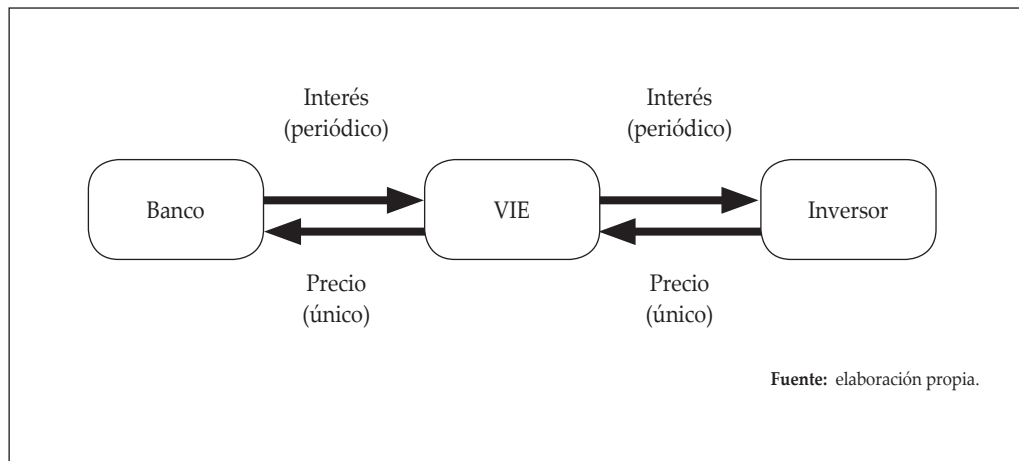 Interés
(periódico)
Interés
(periódico)
Banco
VIE
Inversor
Precio
(único)
Precio
(único)
Fuente: elaboración propia.